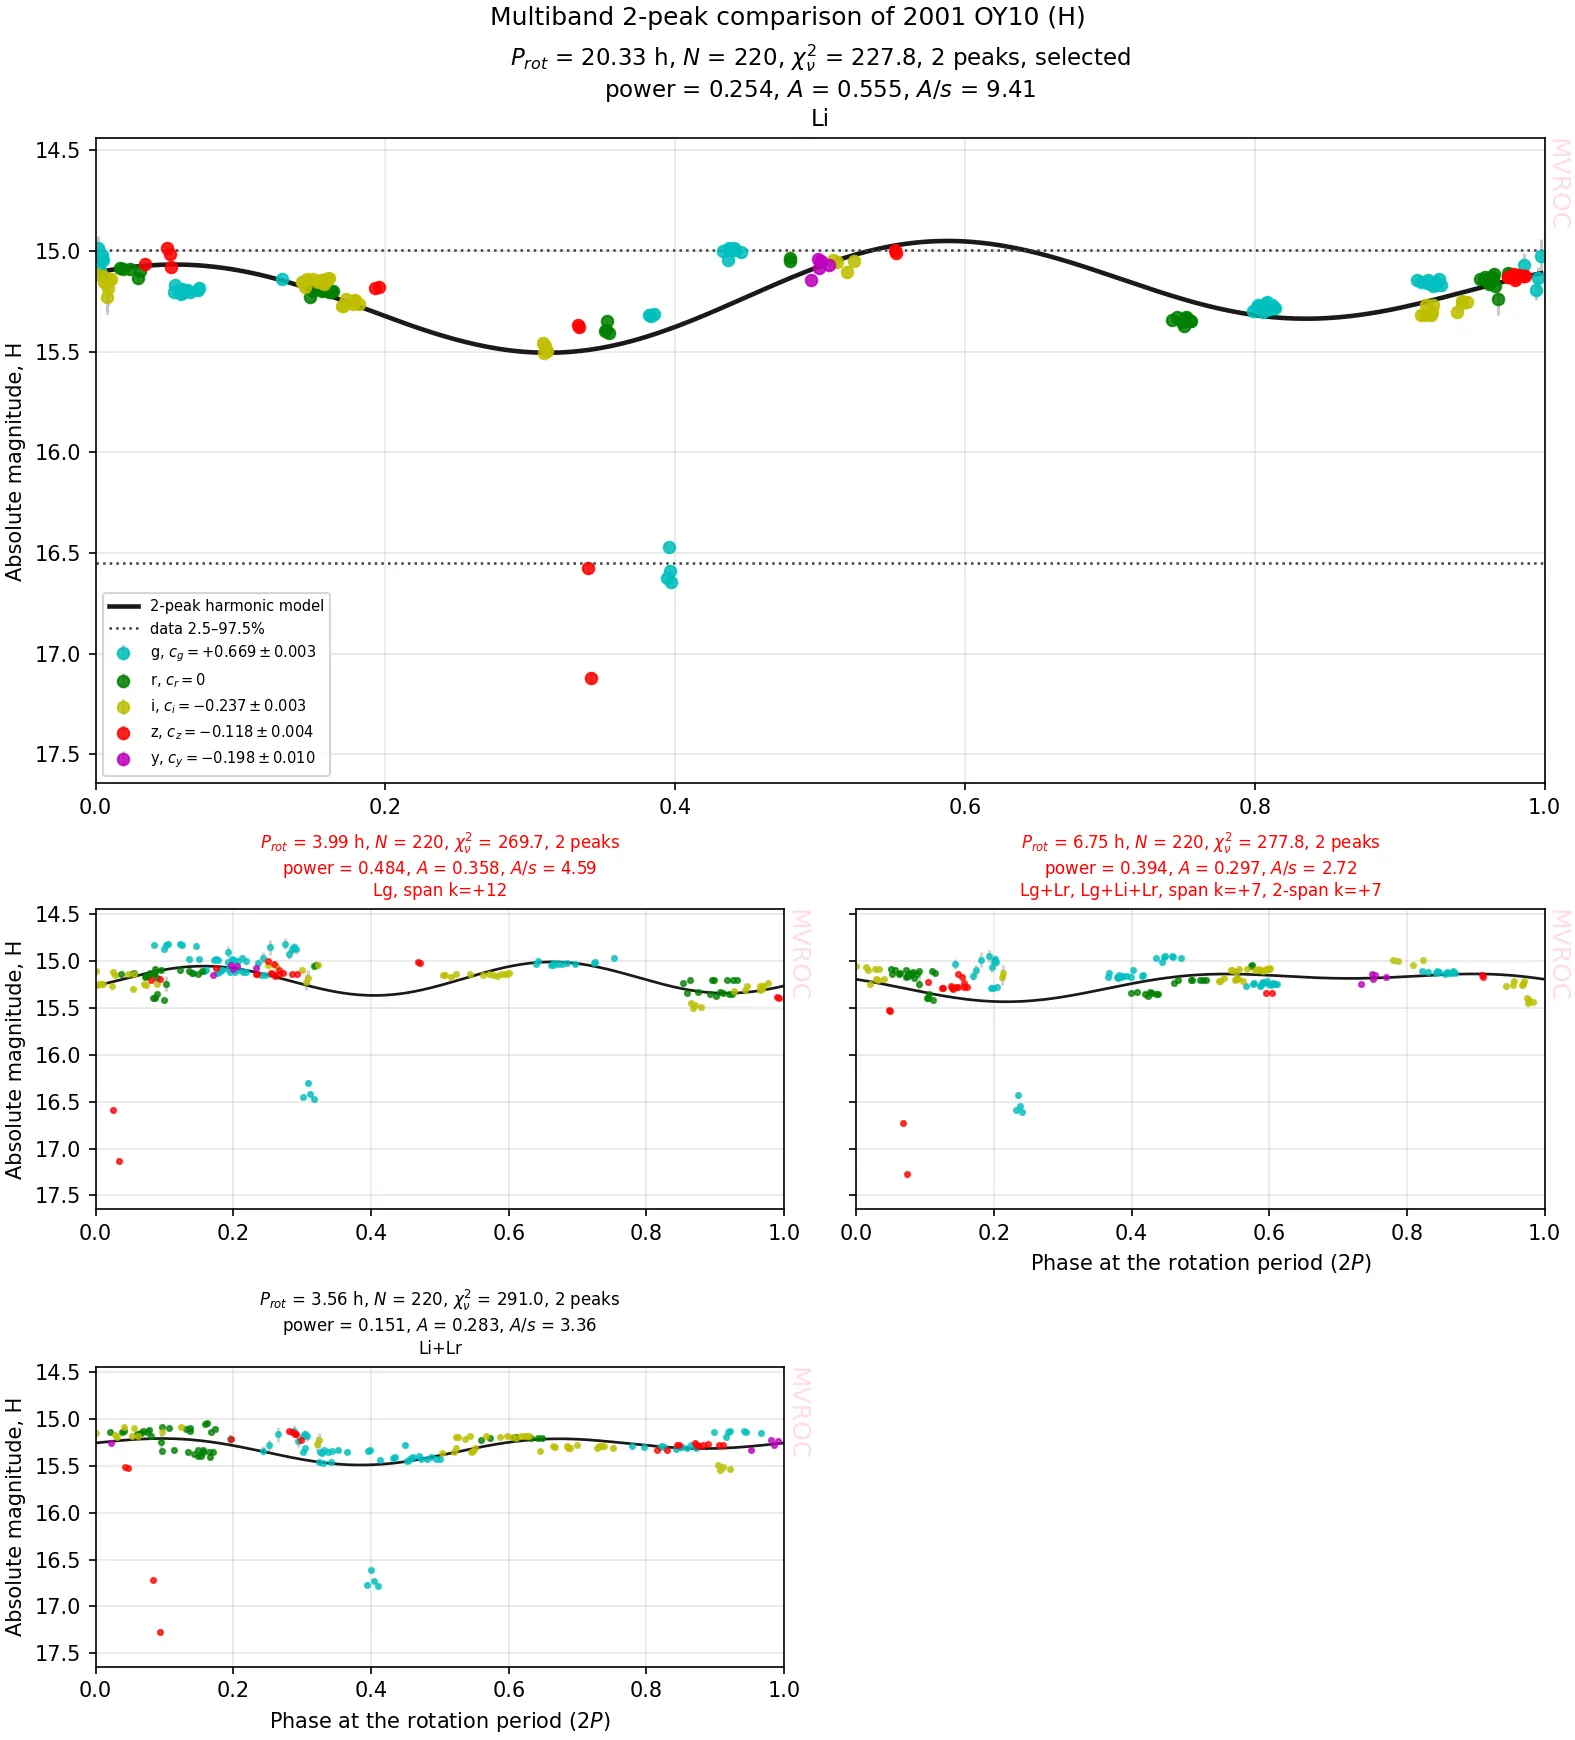 Multiband 2-peak comparison of 2001 OY10 (H)
P_rot = 20.33 h, N = 220, χ²_ν = 227.8, 2 peaks, selected
power = 0.254, A = 0.555, A/s = 9.41
Li
14.5
15.0
15.5
16.0
16.5
17.0
17.5
Absolute magnitude, H
2-peak harmonic model
data 2.5–97.5%
g, c_g = +0.669 ± 0.003
r, c_r = 0
i, c_i = −0.237 ± 0.003
z, c_z = −0.118 ± 0.004
y, c_y = −0.198 ± 0.010
0.0 0.2 0.4 0.6 0.8 1.0
MVROC
P_rot = 3.99 h, N = 220, χ²_ν = 269.7, 2 peaks
power = 0.484, A = 0.358, A/s = 4.59
Lg, span k=+12
14.5
15.0
15.5
16.0
16.5
17.0
17.5
Absolute magnitude, H
0.0 0.2 0.4 0.6 0.8 1.0
MVROC
P_rot = 6.75 h, N = 220, χ²_ν = 277.8, 2 peaks
power = 0.394, A = 0.297, A/s = 2.72
Lg+Lr, Lg+Li+Lr, span k=+7, 2-span k=+7
0.0 0.2 0.4 0.6 0.8 1.0
Phase at the rotation period (2P)
MVROC
P_rot = 3.56 h, N = 220, χ²_ν = 291.0, 2 peaks
power = 0.151, A = 0.283, A/s = 3.36
Li+Lr
14.5
15.0
15.5
16.0
16.5
17.0
17.5
Absolute magnitude, H
0.0 0.2 0.4 0.6 0.8 1.0
Phase at the rotation period (2P)
MVROC